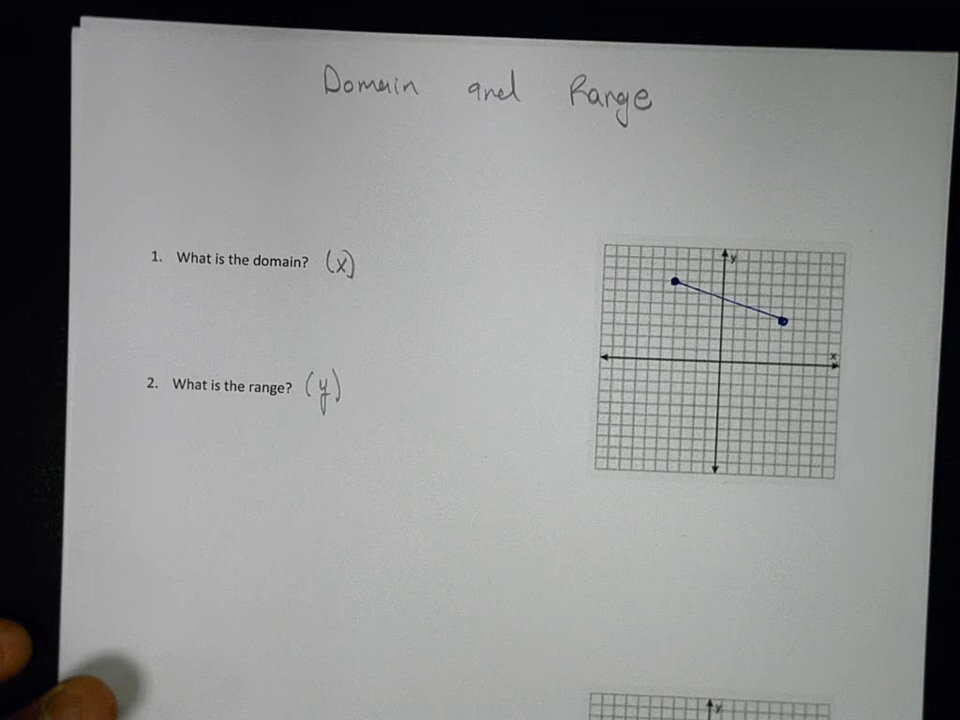 Domain and Range
1. What is the domain? (x)
y
x
2. What is the range? (y)
y